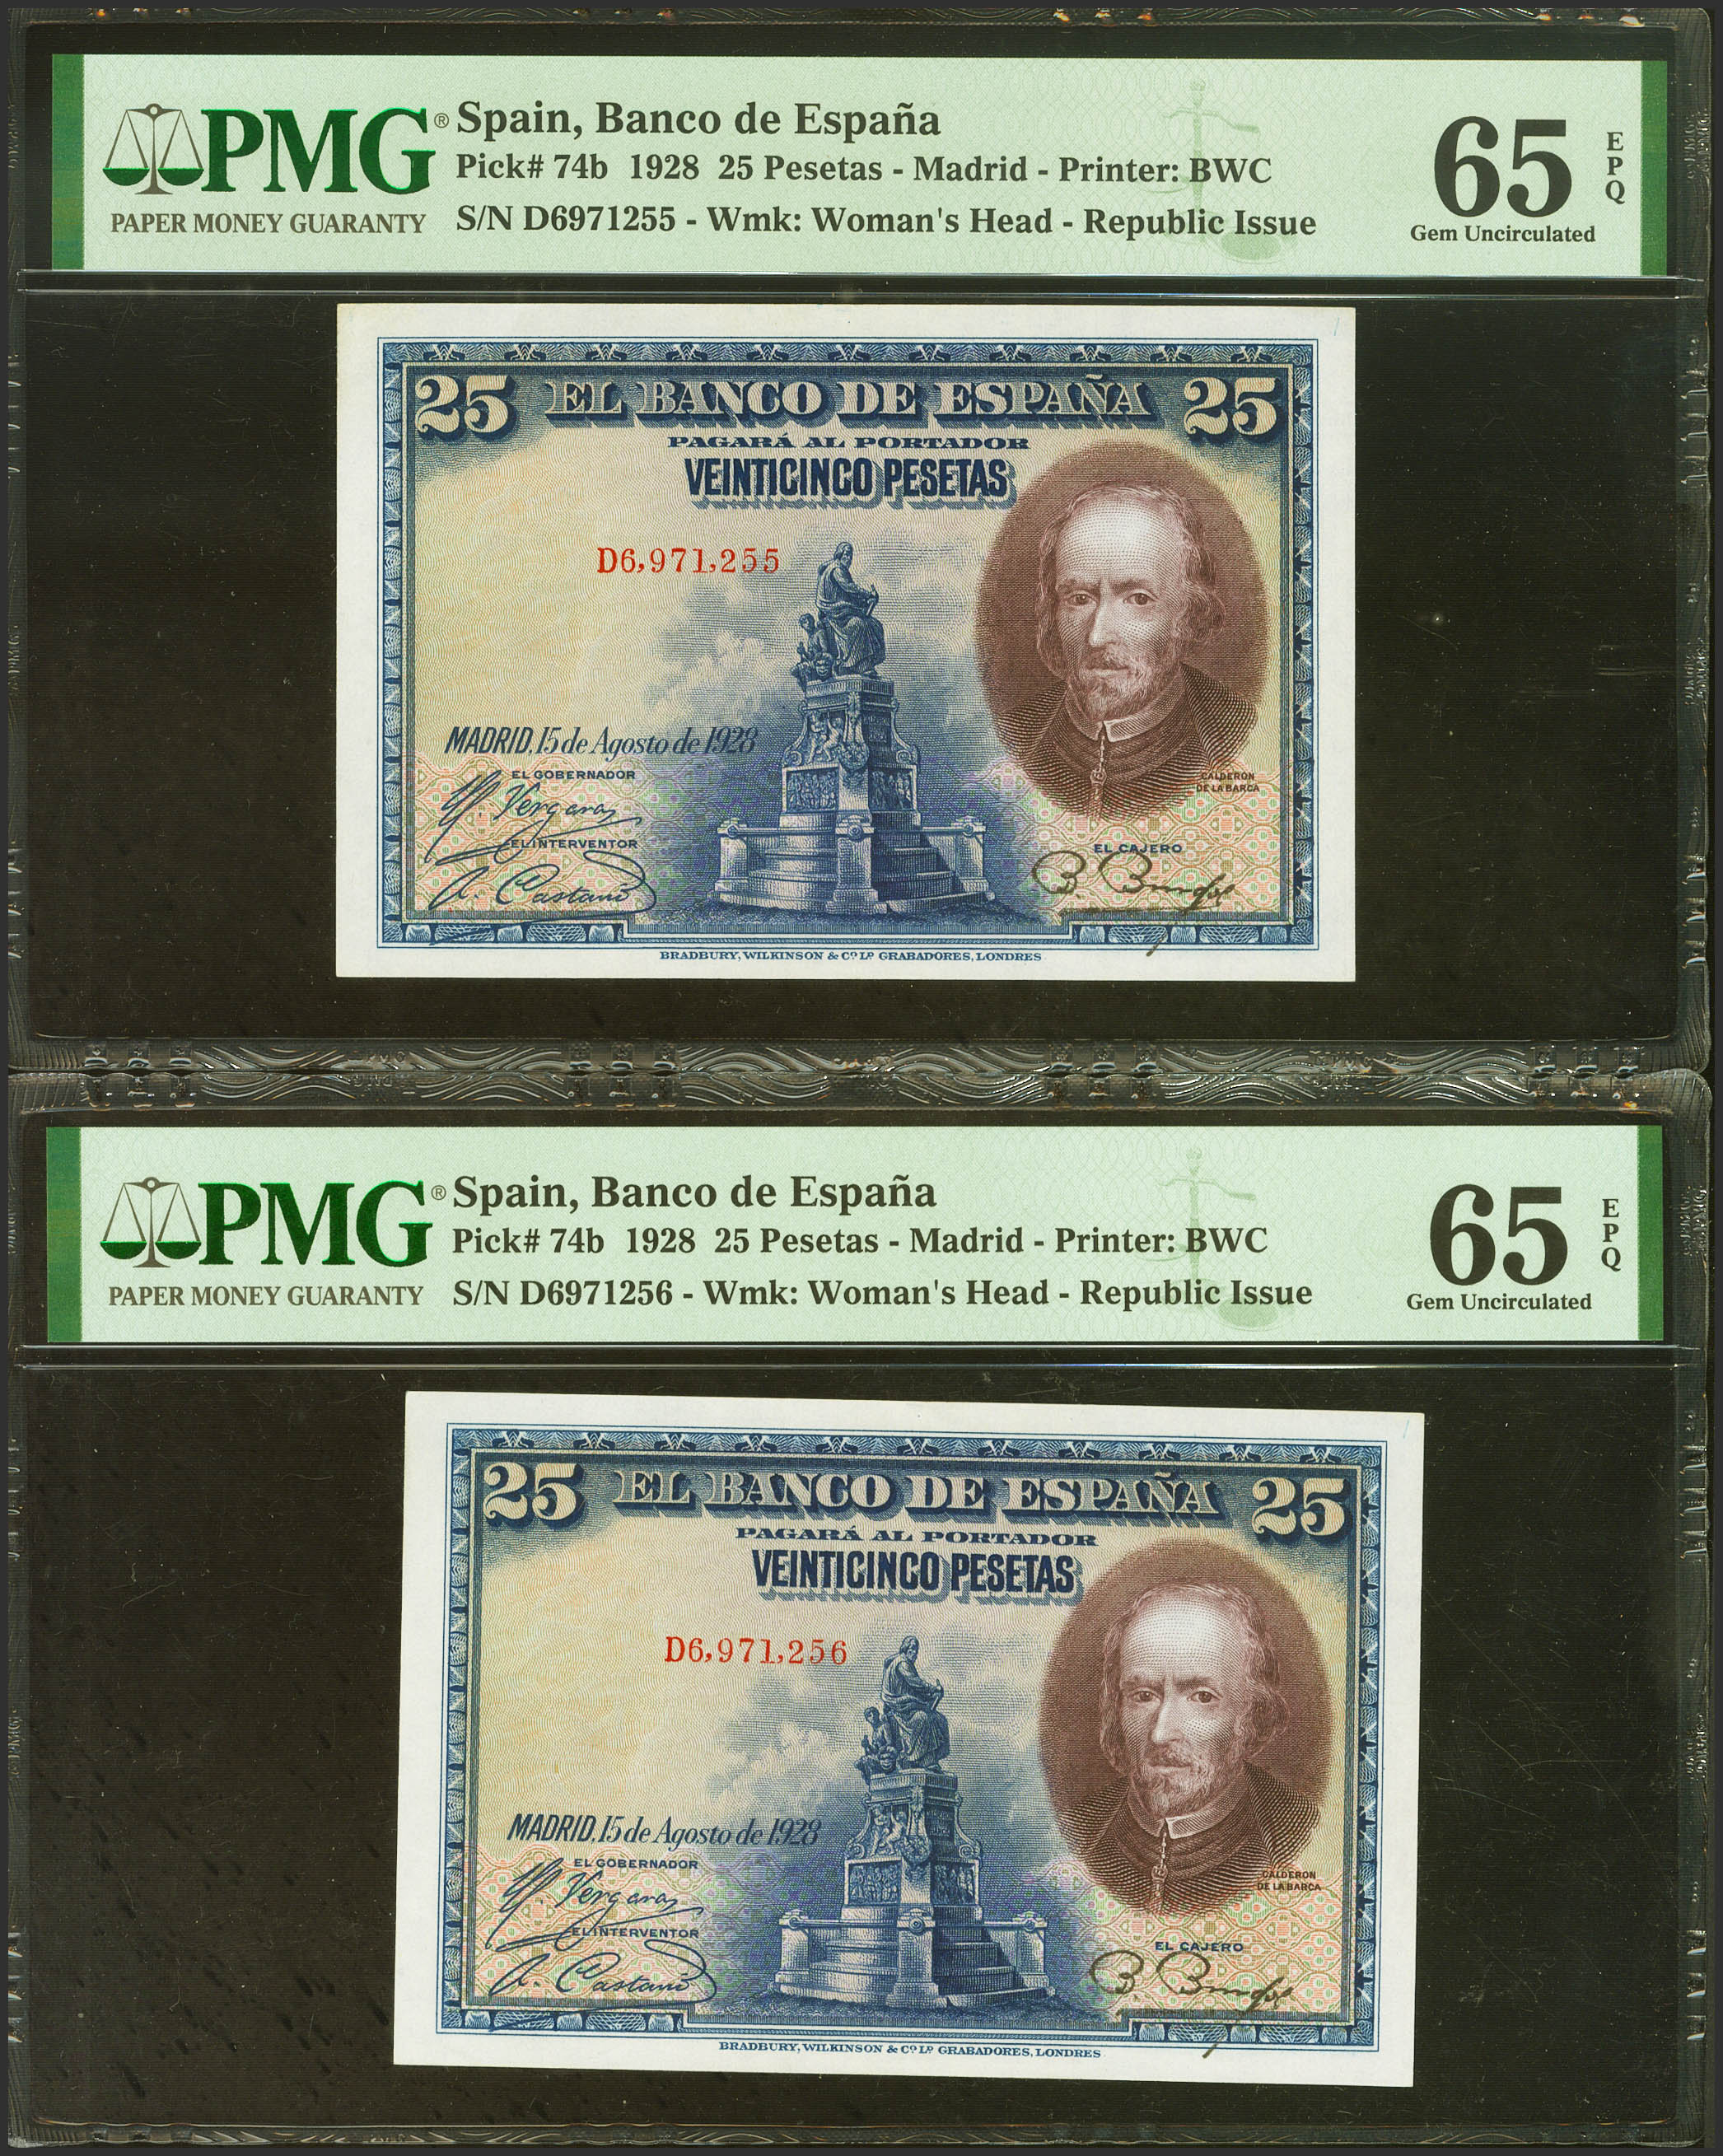 PMG®
PAPER MONEY GUARANTY
Spain, Banco de España
Pick# 74b 1928 25 Pesetas - Madrid - Printer: BWC
S/N D6971255 - Wmk: Woman's Head - Republic Issue
65
EPQ
Gem Uncirculated
25 EL BANCO DE ESPAÑA 25
PAGARÁ AL PORTADOR
VEINTICINCO PESETAS
D6,971,255
MADRID, 15 de Agosto de 1928
EL GOBERNADOR
Vergara
EL INTERVENTOR
A. Castaño
CALDERON
DE LA BARCA
EL CAJERO
BRADBURY, WILKINSON & Cº Lº GRABADORES, LONDRES
PMG®
PAPER MONEY GUARANTY
Spain, Banco de España
Pick# 74b 1928 25 Pesetas - Madrid - Printer: BWC
S/N D6971256 - Wmk: Woman's Head - Republic Issue
65
EPQ
Gem Uncirculated
25 EL BANCO DE ESPAÑA 25
PAGARÁ AL PORTADOR
VEINTICINCO PESETAS
D6,971,256
MADRID, 15 de Agosto de 1928
EL GOBERNADOR
Vergara
EL INTERVENTOR
A. Castaño
CALDERON
DE LA BARCA
EL CAJERO
BRADBURY, WILKINSON & Cº Lº GRABADORES, LONDRES